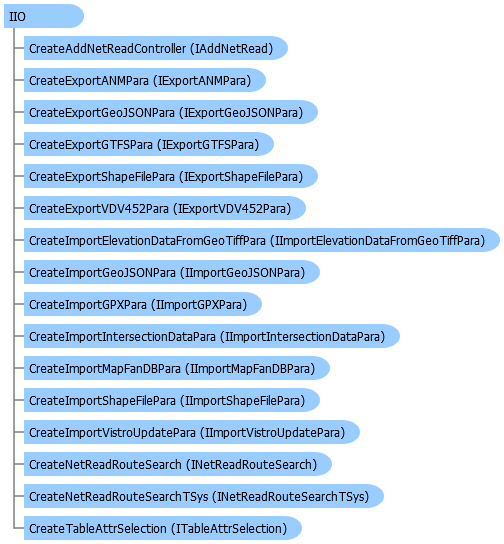 IIO
CreateAddNetReadController (IAddNetRead)
CreateExportANMPara (IExportANMPara)
CreateExportGeoJSONPara (IExportGeoJSONPara)
CreateExportGTFSPara (IExportGTFSPara)
CreateExportShapeFilePara (IExportShapeFilePara)
CreateExportVDV452Para (IExportVDV452Para)
CreateImportElevationDataFromGeoTiffPara (IImportElevationDataFromGeoTiffPara)
CreateImportGeoJSONPara (IImportGeoJSONPara)
CreateImportGPXPara (IImportGPXPara)
CreateImportIntersectionDataPara (IImportIntersectionDataPara)
CreateImportMapFanDBPara (IImportMapFanDBPara)
CreateImportShapeFilePara (IImportShapeFilePara)
CreateImportVistroUpdatePara (IImportVistroUpdatePara)
CreateNetReadRouteSearch (INetReadRouteSearch)
CreateNetReadRouteSearchTSys (INetReadRouteSearchTSys)
CreateTableAttrSelection (ITableAttrSelection)